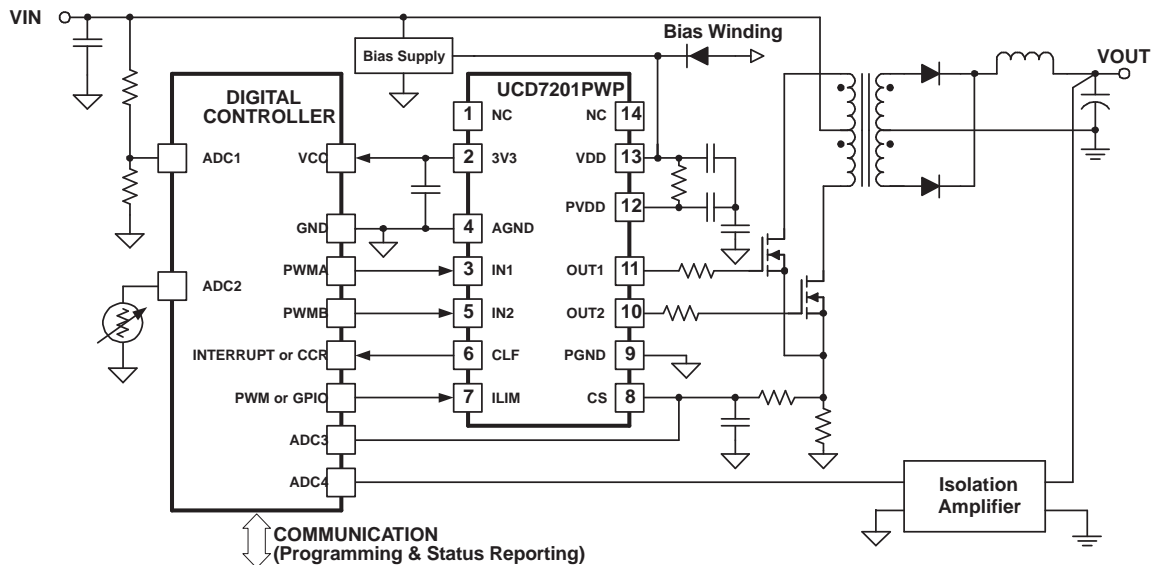 VIN
Bias Winding
Bias Supply
VOUT
UCD7201PWP
DIGITAL
CONTROLLER
1 NC
NC 14
ADC1
VCC
2 3V3
VDD 13
PVDD 12
GND
4 AGND
ADC2
PWMA
3 IN1
OUT1 11
PWMB
5 IN2
OUT2 10
INTERRUPT or CCR
6 CLF
PGND 9
PWM or GPIO
7 ILIM
CS 8
ADC3
ADC4
Isolation
Amplifier
COMMUNICATION
(Programming & Status Reporting)